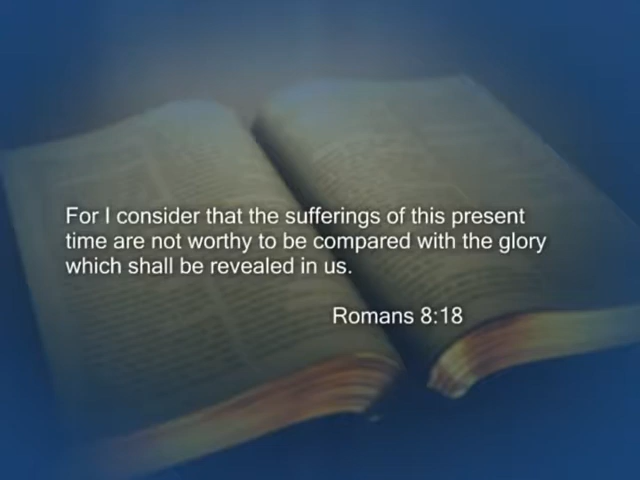 For I consider that the sufferings of this present
time are not worthy to be compared with the glory
which shall be revealed in us.
Romans 8:18